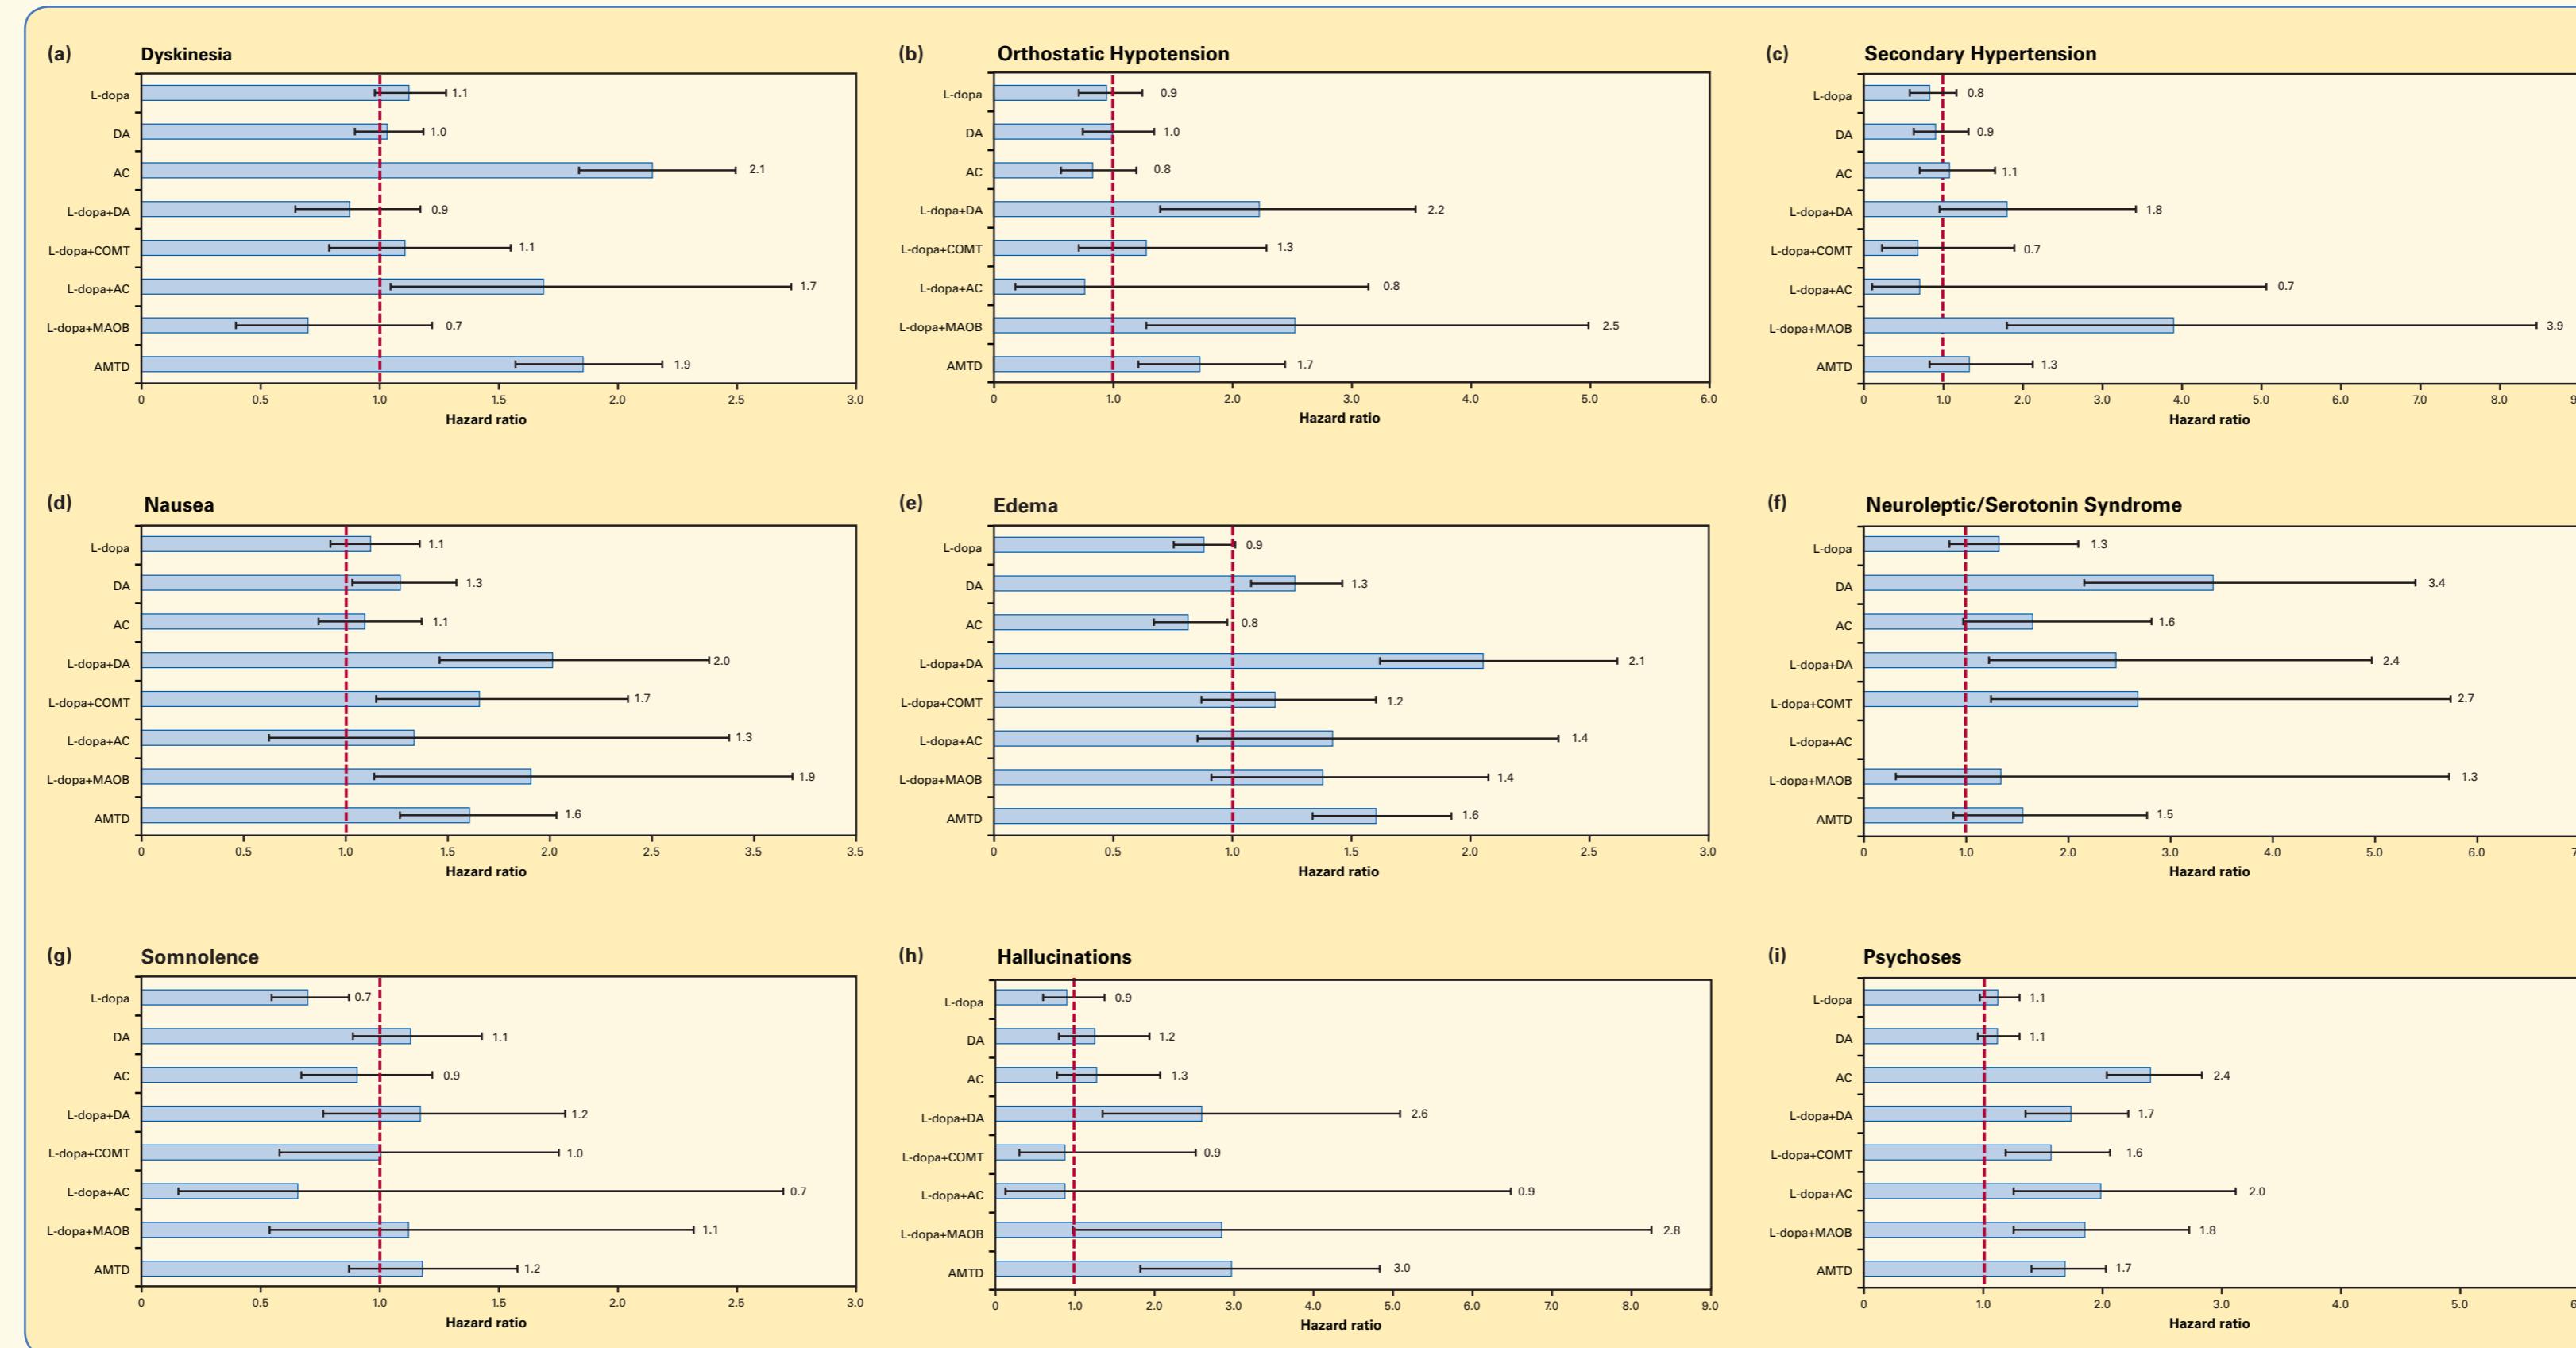 (a) Dyskinesia
L-dopa 1.1
DA 1.0
AC 2.1
L-dopa+DA 0.9
L-dopa+COMT 1.1
L-dopa+AC 1.7
L-dopa+MAOB 0.7
AMTD 1.9
0 0.5 1.0 1.5 2.0 2.5 3.0
Hazard ratio
(b) Orthostatic Hypotension
L-dopa 0.9
DA 1.0
AC 0.8
L-dopa+DA 2.2
L-dopa+COMT 1.3
L-dopa+AC 0.8
L-dopa+MAOB 2.5
AMTD 1.7
0 1.0 2.0 3.0 4.0 5.0 6.0
Hazard ratio
(c) Secondary Hypertension
L-dopa 0.8
DA 0.9
AC 1.1
L-dopa+DA 1.8
L-dopa+COMT 0.7
L-dopa+AC 0.7
L-dopa+MAOB 3.9
AMTD 1.3
0 1.0 2.0 3.0 4.0 5.0 6.0 7.0 8.0
Hazard ratio
(d) Nausea
L-dopa 1.1
DA 1.3
AC 1.1
L-dopa+DA 2.0
L-dopa+COMT 1.7
L-dopa+AC 1.3
L-dopa+MAOB 1.9
AMTD 1.6
0 0.5 1.0 1.5 2.0 2.5 3.5 3.5
Hazard ratio
(e) Edema
L-dopa 0.9
DA 1.3
AC 0.8
L-dopa+DA 2.1
L-dopa+COMT 1.2
L-dopa+AC 1.4
L-dopa+MAOB 1.4
AMTD 1.6
0 0.5 1.0 1.5 2.0 2.5 3.0
Hazard ratio
(f) Neuroleptic/Serotonin Syndrome
L-dopa 1.3
DA 3.4
AC 1.6
L-dopa+DA 2.4
L-dopa+COMT 2.7
L-dopa+AC
L-dopa+MAOB 1.3
AMTD 1.5
0 1.0 2.0 3.0 4.0 5.0 6.0
Hazard ratio
(g) Somnolence
L-dopa 0.7
DA 1.1
AC 0.9
L-dopa+DA 1.2
L-dopa+COMT 1.0
L-dopa+AC 0.7
L-dopa+MAOB 1.1
AMTD 1.2
0 0.5 1.0 1.5 2.0 2.5 3.0
Hazard ratio
(h) Hallucinations
L-dopa 0.9
DA 1.2
AC 1.3
L-dopa+DA 2.6
L-dopa+COMT 0.9
L-dopa+AC 0.9
L-dopa+MAOB 2.8
AMTD 3.0
0 1.0 2.0 3.0 4.0 5.0 6.0 7.0 8.0 9.0
Hazard ratio
(i) Psychoses
L-dopa 1.1
DA 1.1
AC 2.4
L-dopa+DA 1.7
L-dopa+COMT 1.6
L-dopa+AC 2.0
L-dopa+MAOB 1.8
AMTD 1.7
0 1.0 2.0 3.0 4.0 5.0
Hazard ratio